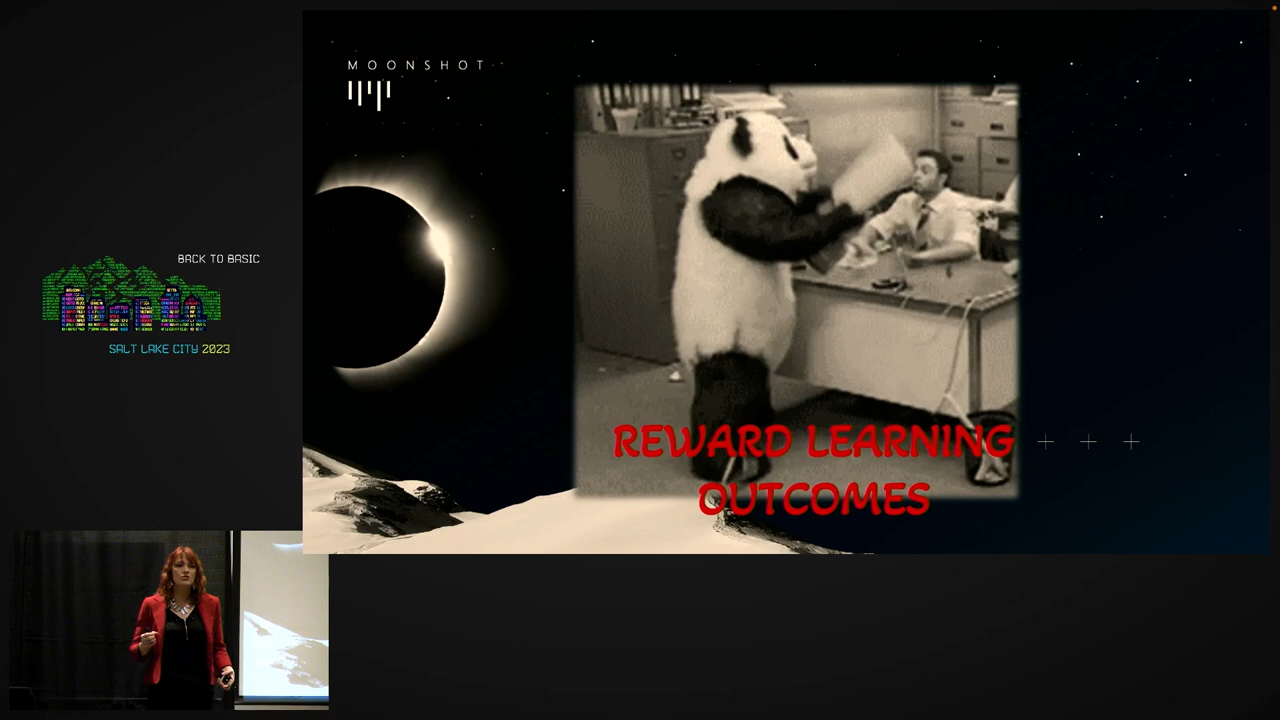 MOONSHOT
BACK TO BASIC
SALT LAKE CITY 2023
REWARD LEARNING
OUTCOMES